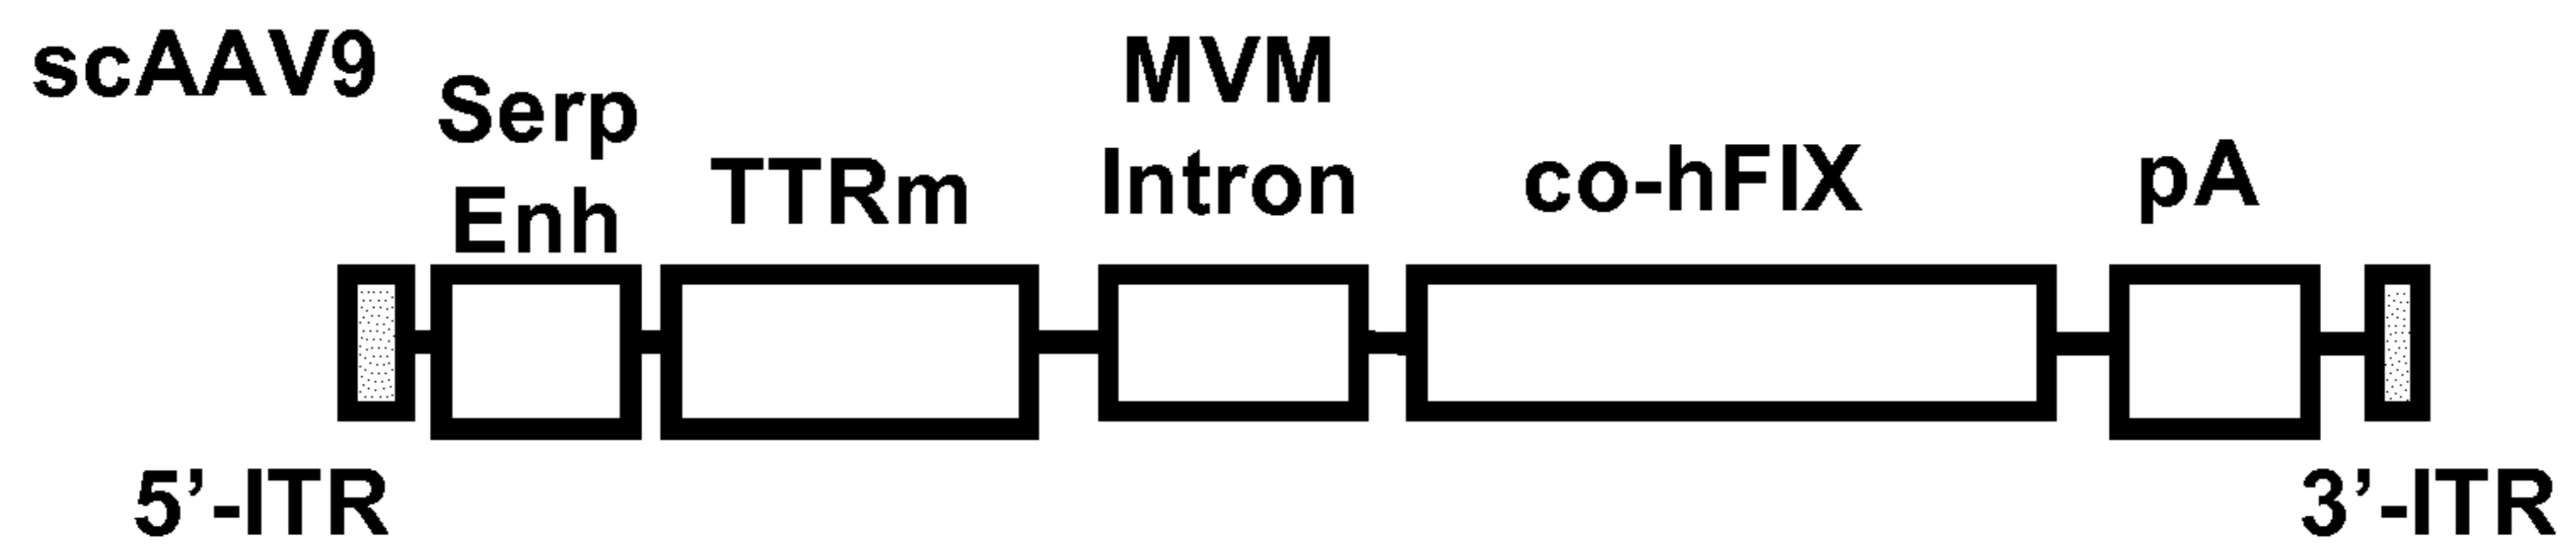 scAAV9
Serp
Enh
TTRm
MVM
Intron
co-hFIX
pA
5’-ITR
3’-ITR